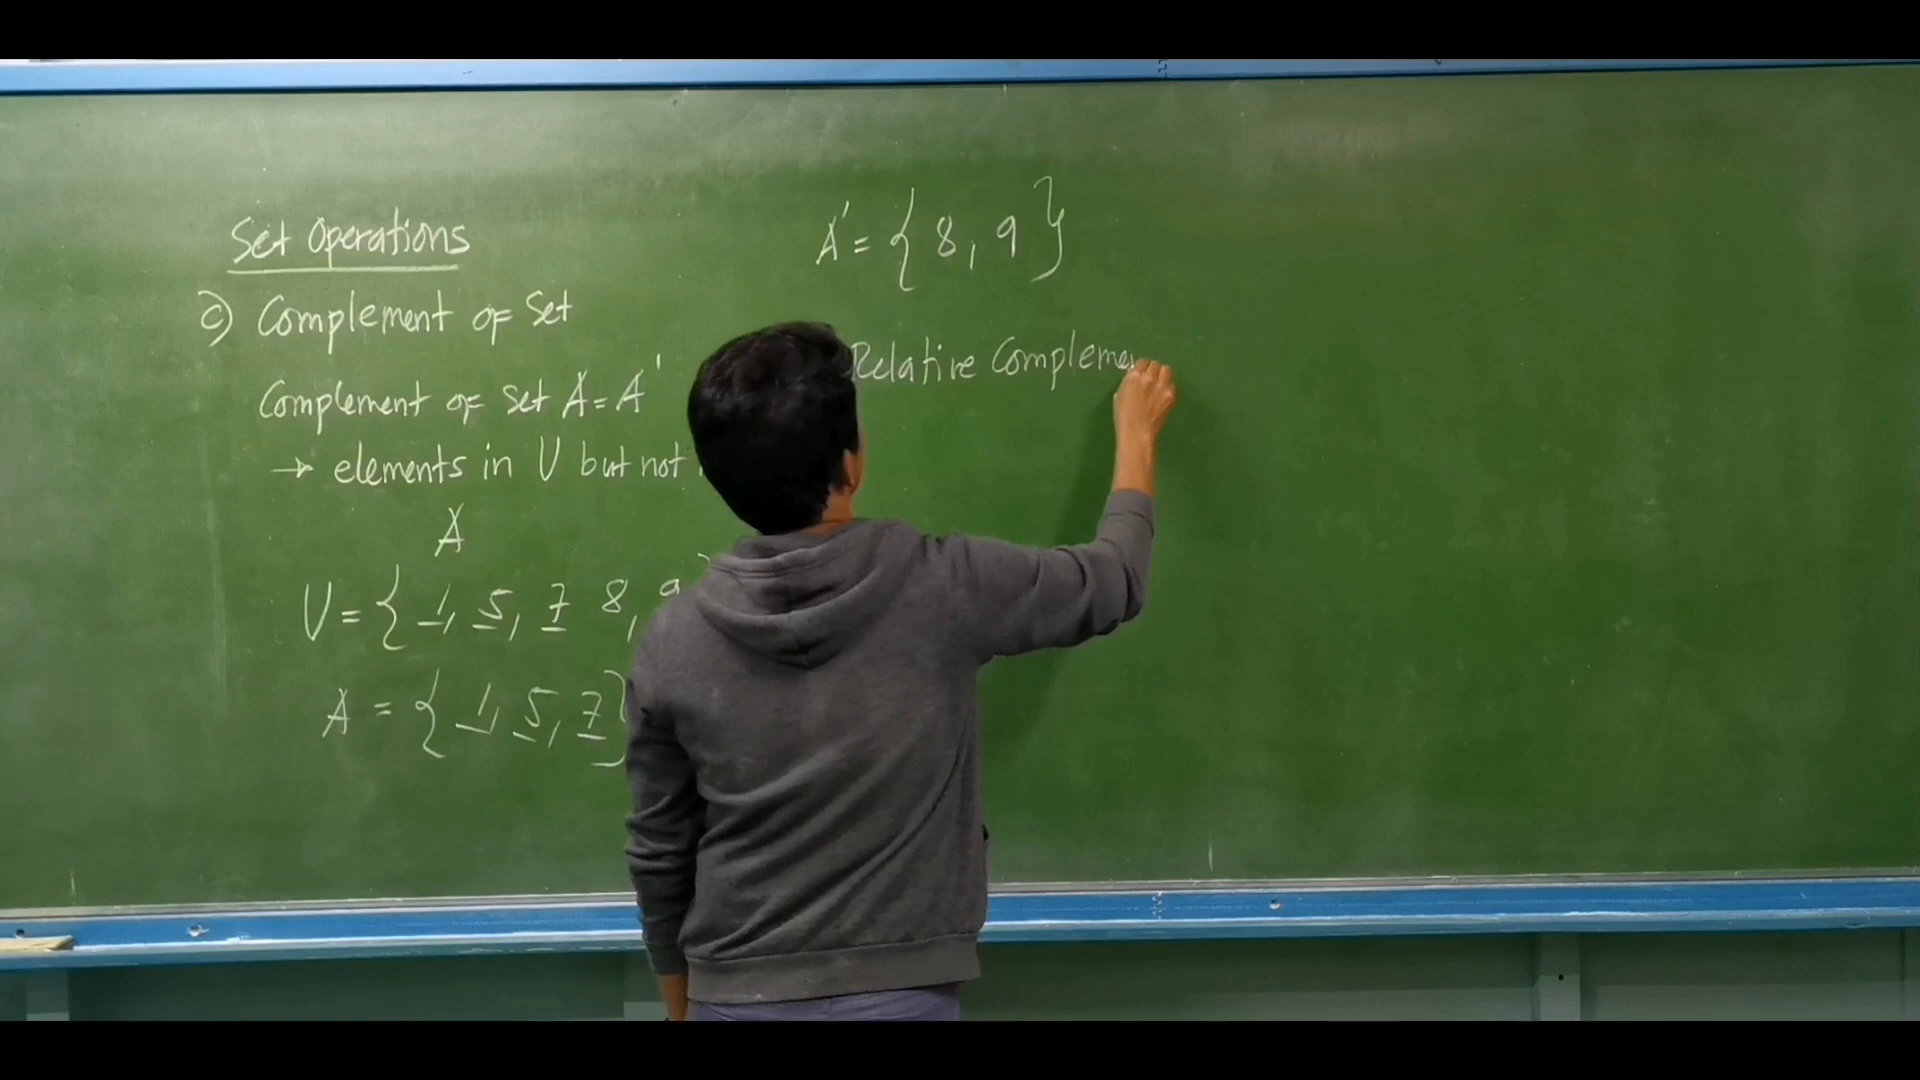 Set Operations
c) Complement of Set
Complement of set A = A'
→ elements in U but not
A
U = { 1, 5, 7 8, 9
A = { 1, 5, 7 }
A' = { 8, 9 }
Relative Complemen